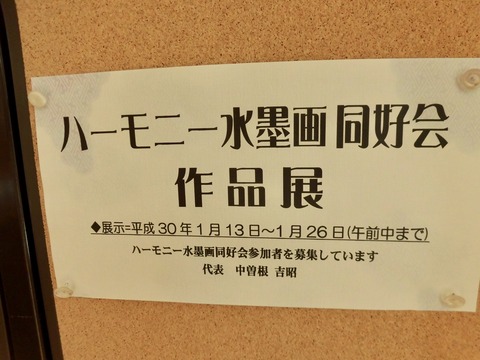 ハーモニー水墨画同好会
作品展
◆展示=平成30年1月13日～1月26日(午前中まで)
ハーモニー水墨画同好会参加者を募集しています
代表 中曽根 吉昭